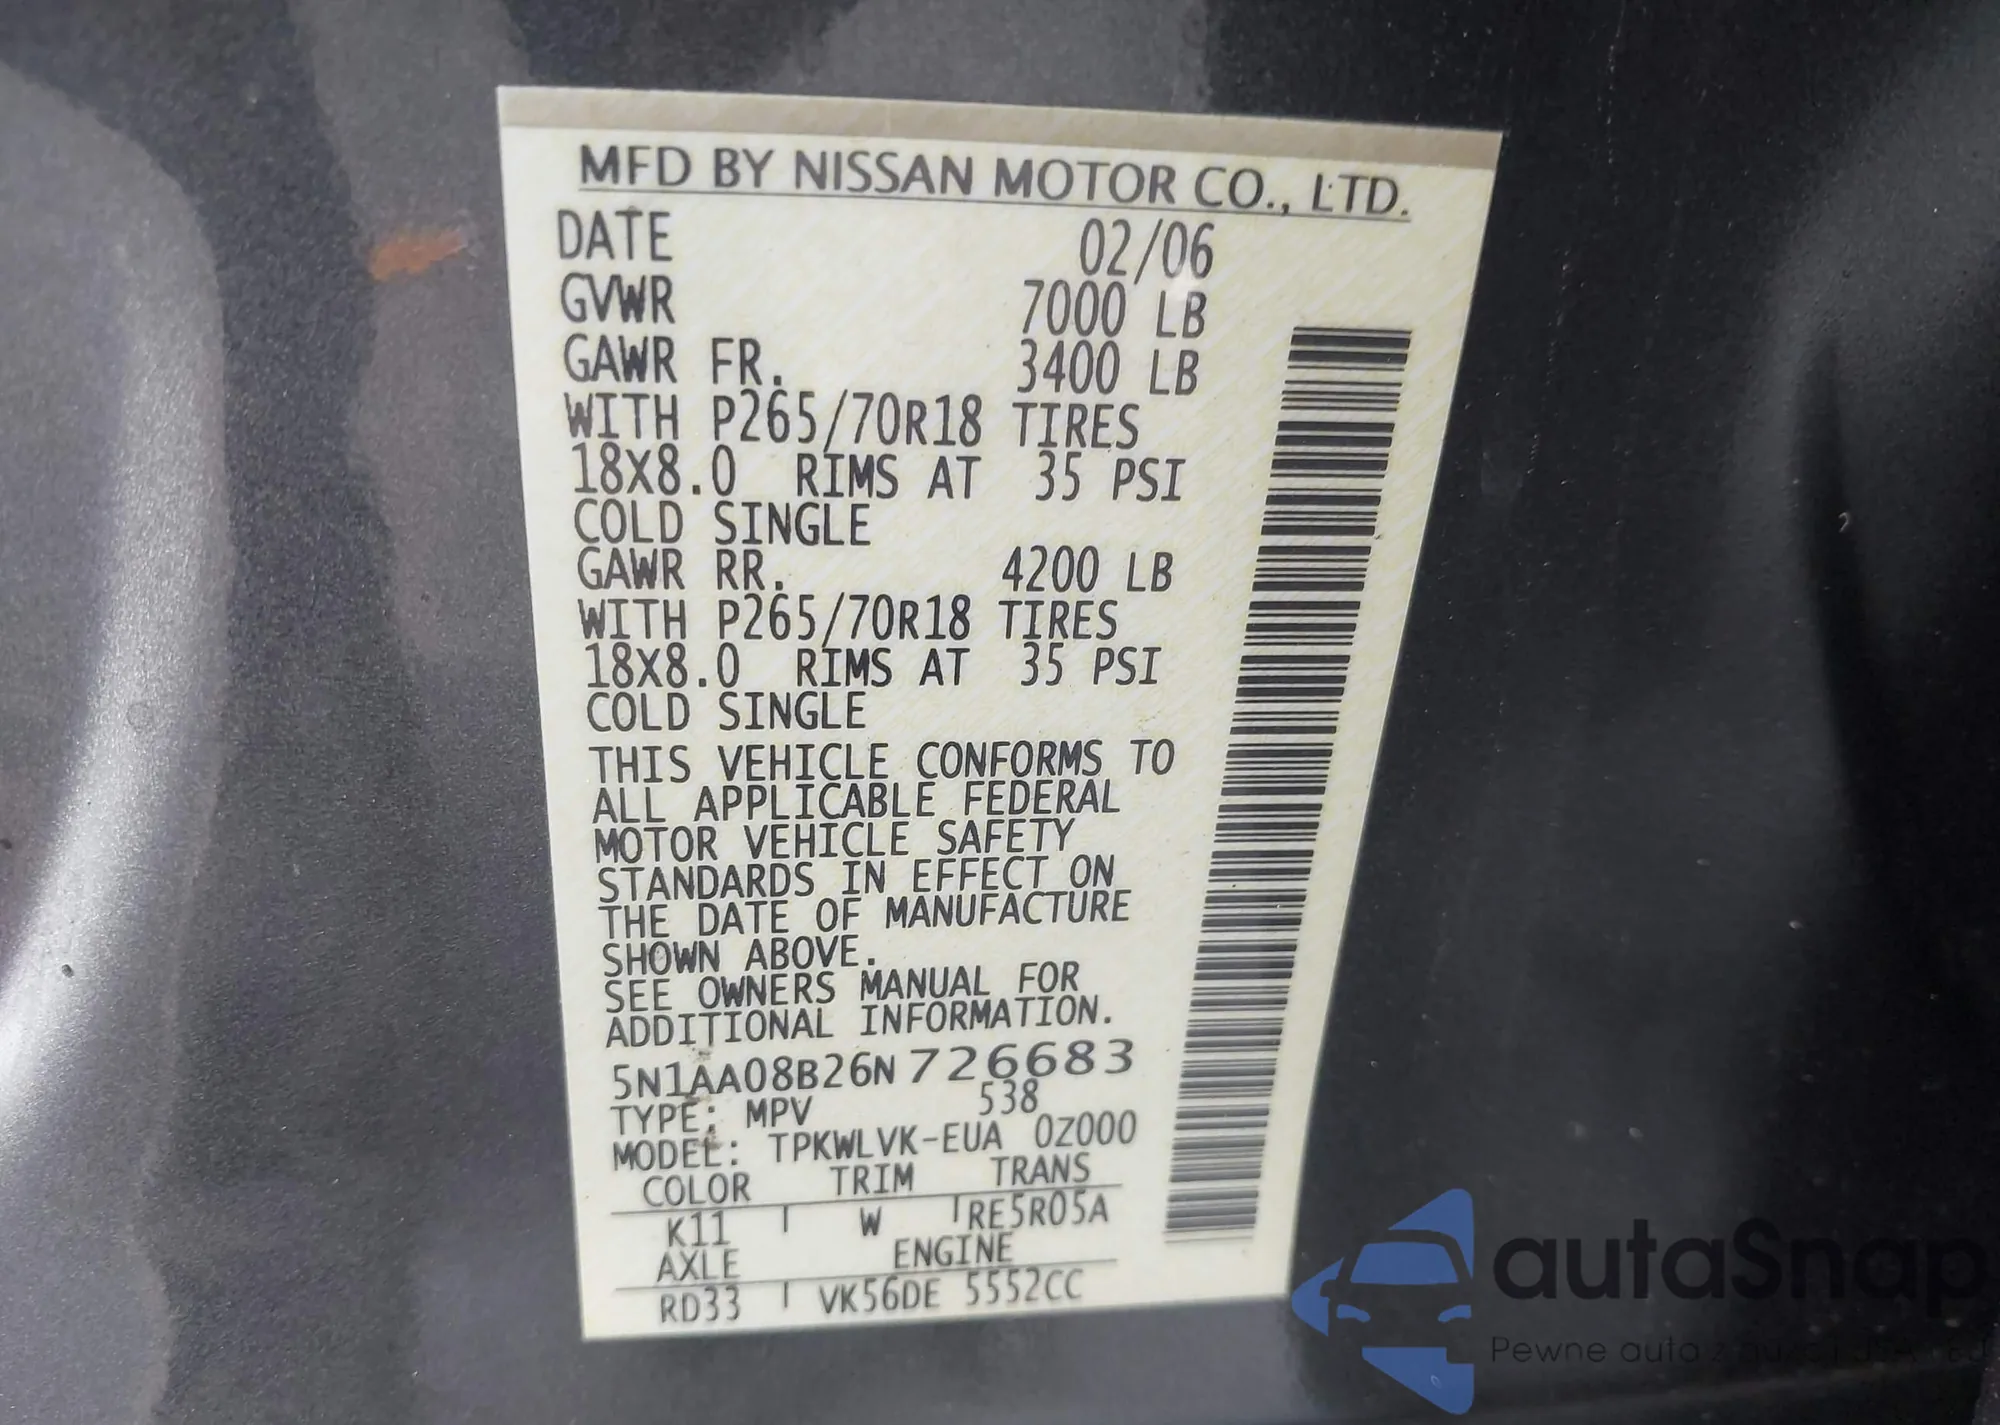 MFD BY NISSAN MOTOR CO., LTD.
DATE 02/06
GVWR 7000 LB
GAWR FR. 3400 LB
WITH P265/70R18 TIRES
18X8.0 RIMS AT 35 PSI
COLD SINGLE
GAWR RR. 4200 LB
WITH P265/70R18 TIRES
18X8.0 RIMS AT 35 PSI
COLD SINGLE
THIS VEHICLE CONFORMS TO
ALL APPLICABLE FEDERAL
MOTOR VEHICLE SAFETY
STANDARDS IN EFFECT ON
THE DATE OF MANUFACTURE
SHOWN ABOVE.
SEE OWNERS MANUAL FOR
ADDITIONAL INFORMATION.
5N1AA08B26N726683
TYPE: MPV 538
MODEL: TPKWLVK-EUA 0Z000
COLOR TRIM TRANS
K11 W RE5R05A
AXLE ENGINE
RD33 VK56DE 5552CC
autaSnap
Pewne auto z